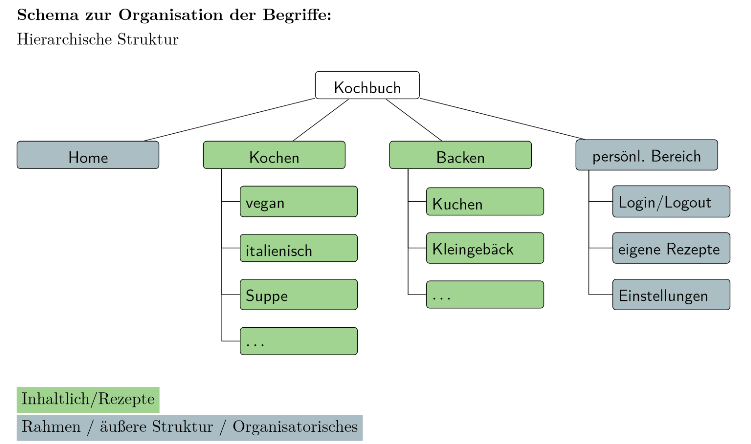 Schema zur Organisation der Begriffe:
Hierarchische Struktur
Kochbuch
Home
Kochen
Backen
persönl. Bereich
vegan
Kuchen
Login/Logout
italienisch
Kleingebäck
eigene Rezepte
Suppe
...
Einstellungen
...
Inhaltlich/Rezepte
Rahmen / äußere Struktur / Organisatorisches